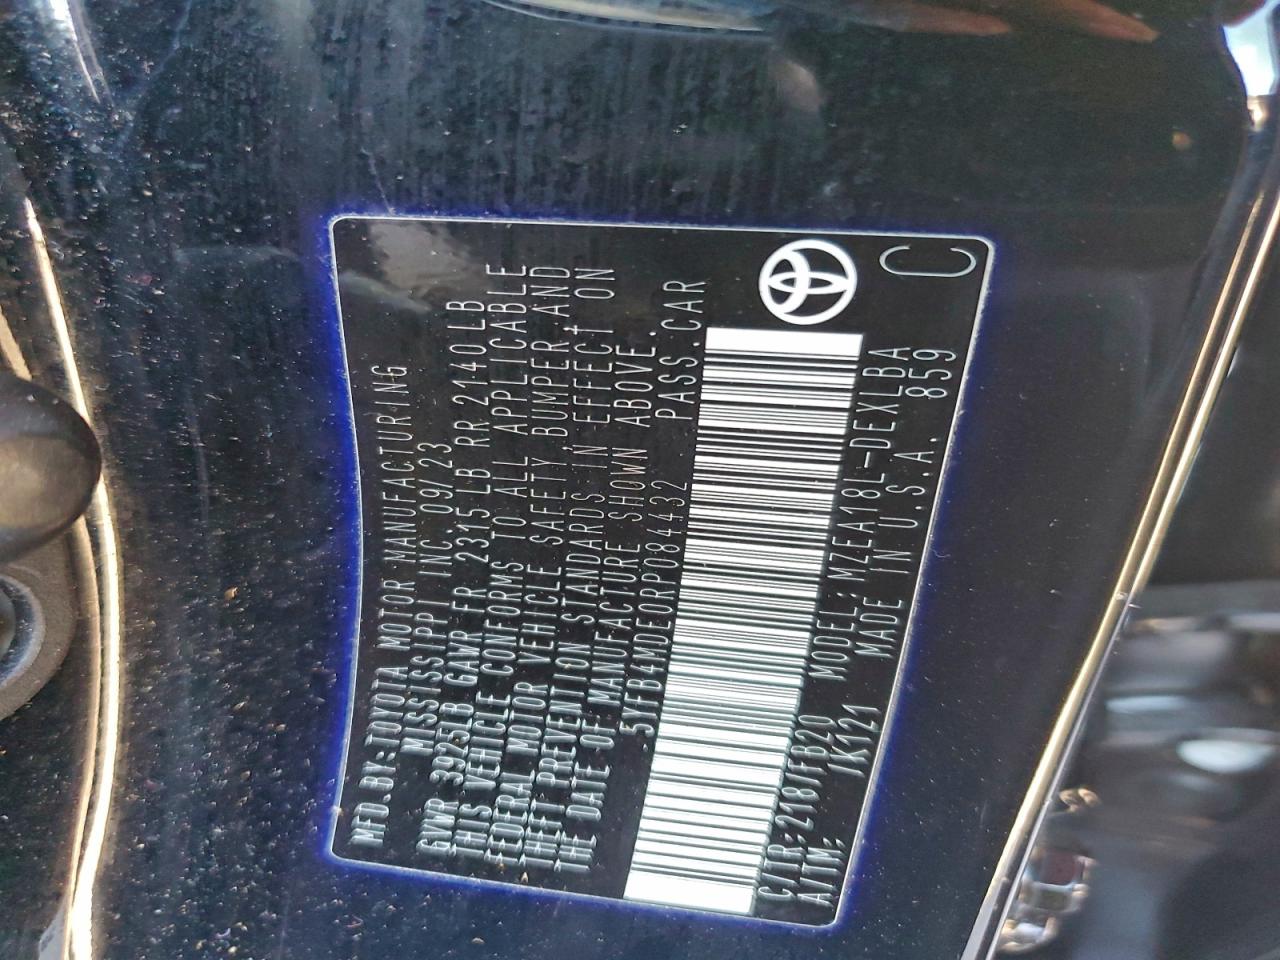 MFD.BY:TOYOTA MOTOR MANUFACTURING
MISSISSIPPI INC. 09/23
GVWR 3925LB GAWR FR 2315LB RR 2140LB
THIS VEHICLE CONFORMS TO ALL APPLICABLE
FEDERAL MOTOR VEHICLE SAFETY, BUMPER, AND
THEFT PREVENTION STANDARDS IN EFFECT ON
THE DATE OF MANUFACTURE SHOWN ABOVE.
5YFB4MDE0RP084432 PASS.CAR
C/TR:218/FB20 MODEL:MZEA18L-DEXLBA
A/TM: /K121 MADE IN U.S.A. 859
C